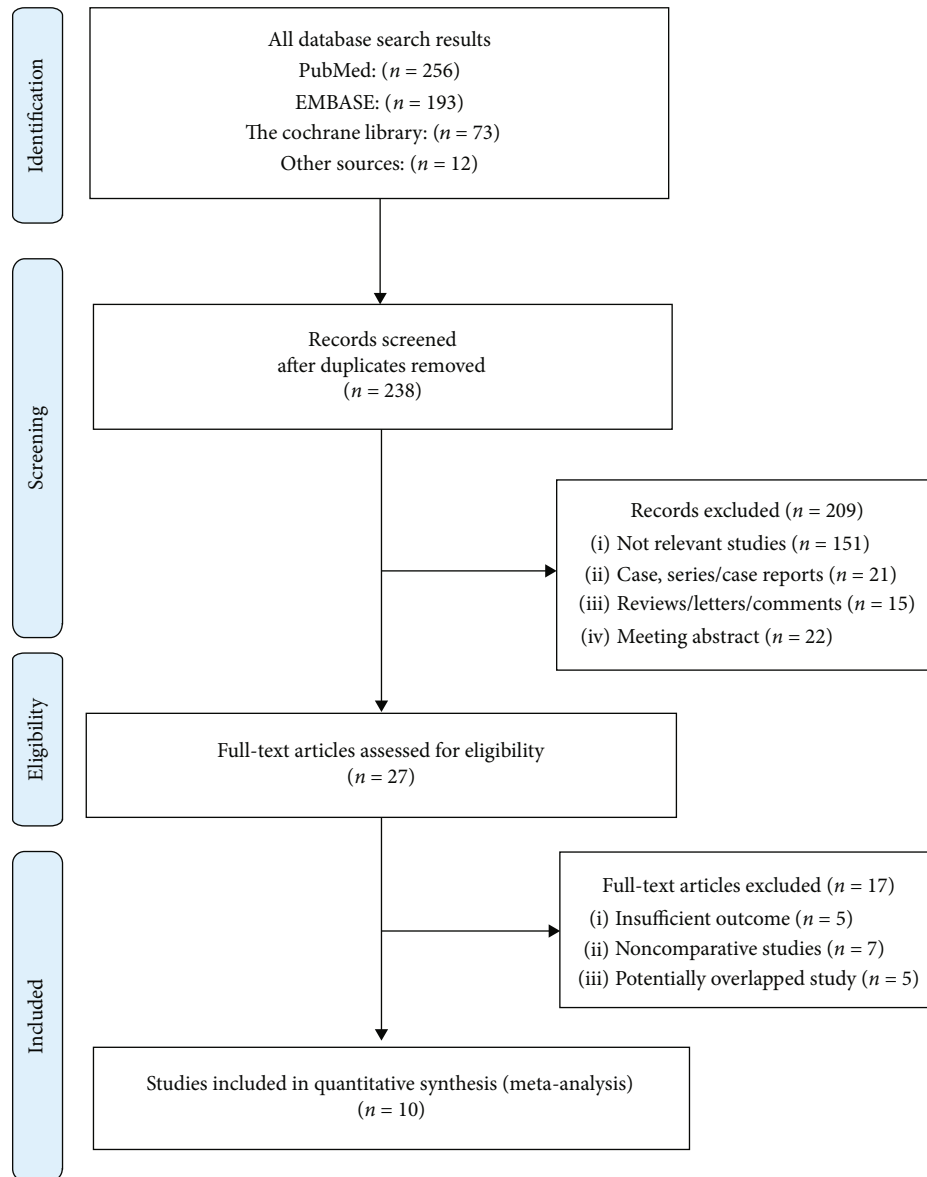 Identification
All database search results
PubMed: (n = 256)
EMBASE: (n = 193)
The cochrane library: (n = 73)
Other sources: (n = 12)
Screening
Records screened
after duplicates removed
(n = 238)
Records excluded (n = 209)
(i) Not relevant studies (n = 151)
(ii) Case, series/case reports (n = 21)
(iii) Reviews/letters/comments (n = 15)
(iv) Meeting abstract (n = 22)
Eligibility
Full-text articles assessed for eligibility
(n = 27)
Included
Full-text articles excluded (n = 17)
(i) Insufficient outcome (n = 5)
(ii) Noncomparative studies (n = 7)
(iii) Potentially overlapped study (n = 5)
Studies included in quantitative synthesis (meta-analysis)
(n = 10)